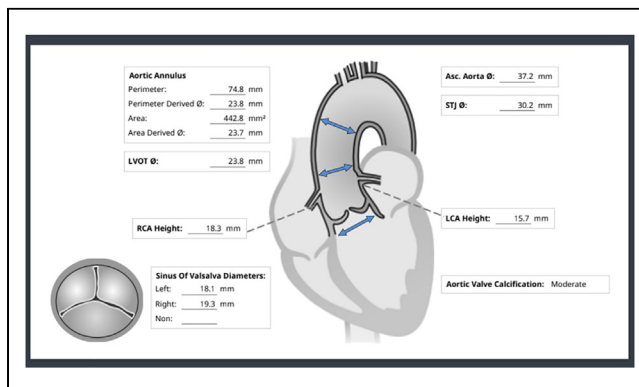 Aortic Annulus
Perimeter: 74.8 mm
Perimeter Derived Ø: 23.8 mm
Area: 442.8 mm²
Area Derived Ø: 23.7 mm
LVOT Ø: 23.8 mm
Asc. Aorta Ø: 37.2 mm
STJ Ø: 30.2 mm
RCA Height: 18.3 mm
LCA Height: 15.7 mm
Sinus Of Valsalva Diameters:
Left: 18.1 mm
Right: 19.3 mm
Non:
Aortic Valve Calcification: Moderate